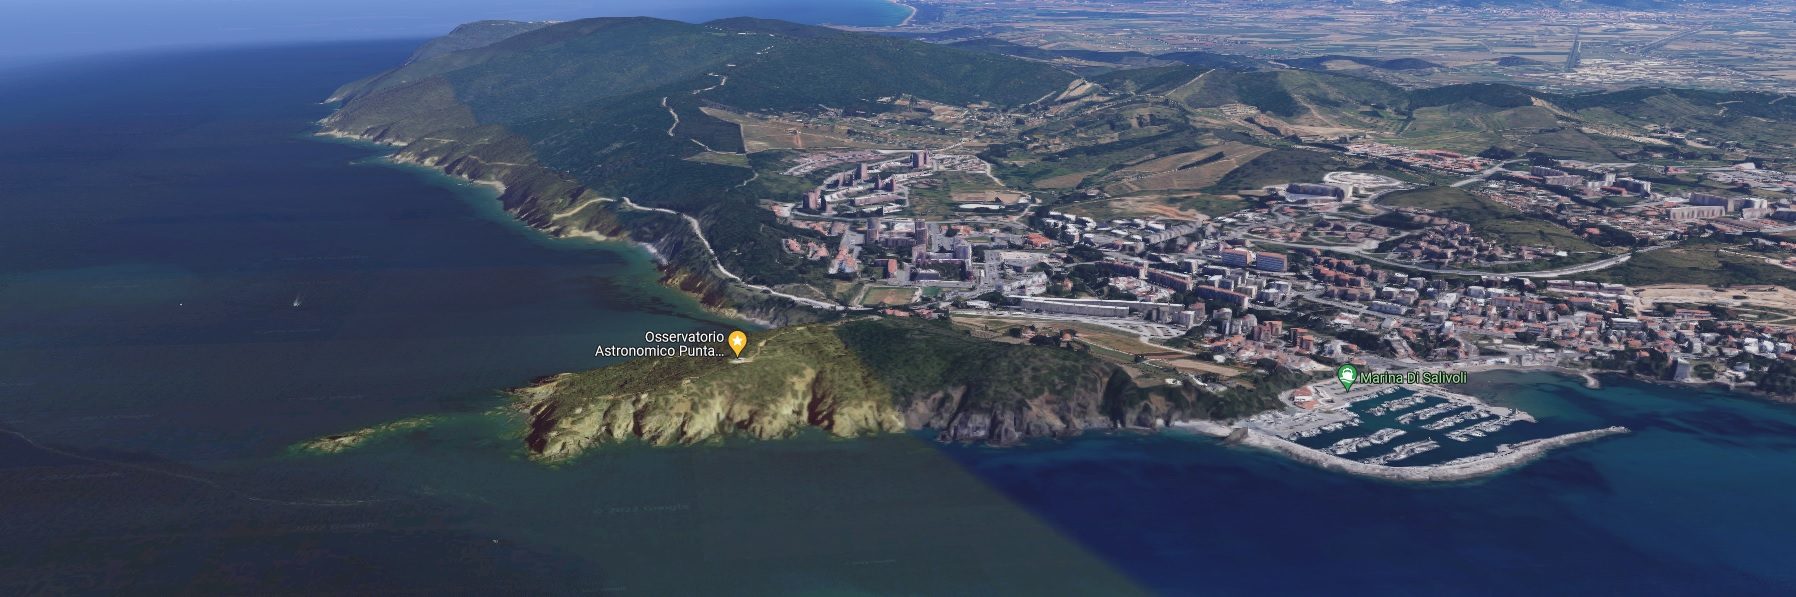 Osservatorio
Astronomico Punta...
Marina Di Salivoli